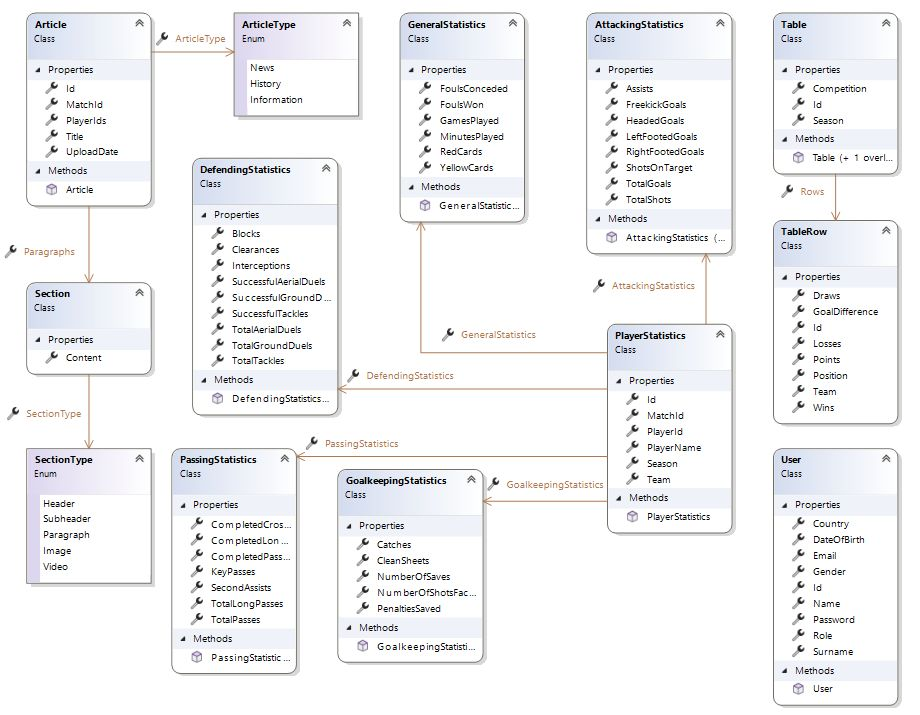 Article
Class
Properties
Id
MatchId
PlayerIds
Title
UploadDate
Methods
Article
ArticleType
ArticleType
Enum
News
History
Information
GeneralStatistics
Class
Properties
FoulsConceded
FoulsWon
GamesPlayed
MinutesPlayed
RedCards
YellowCards
Methods
GeneralStatistic...
AttackingStatistics
Class
Properties
Assists
FreekickGoals
HeadedGoals
LeftFootedGoals
RightFootedGoals
ShotsOnTarget
TotalGoals
TotalShots
Methods
AttackingStatistics (...
Table
Class
Properties
Competition
Id
Season
Methods
Table (+ 1 overl...
Rows
DefendingStatistics
Class
Properties
Blocks
Clearances
Interceptions
SuccessfulAerialDuels
SuccessfulGroundD...
SuccessfulTackles
TotalAerialDuels
TotalGroundDuels
TotalTackles
Methods
DefendingStatistics...
Paragraphs
Section
Class
Properties
Content
SectionType
SectionType
Enum
Header
Subheader
Paragraph
Image
Video
TableRow
Class
Properties
Draws
GoalDifference
Id
Losses
Points
Position
Team
Wins
AttackingStatistics
GeneralStatistics
DefendingStatistics
PassingStatistics
GoalkeepingStatistics
PlayerStatistics
Class
Properties
Id
MatchId
PlayerId
PlayerName
Season
Team
Methods
PlayerStatistics
PassingStatistics
Class
Properties
CompletedCros...
CompletedLon...
CompletedPass...
KeyPasses
SecondAssists
TotalLongPasses
TotalPasses
Methods
PassingStatistic...
GoalkeepingStatistics
Class
Properties
Catches
CleanSheets
NumberOfSaves
NumberOfShotsFac...
PenaltiesSaved
Methods
GoalkeepingStatisti...
User
Class
Properties
Country
DateOfBirth
Email
Gender
Id
Name
Password
Role
Surname
Methods
User